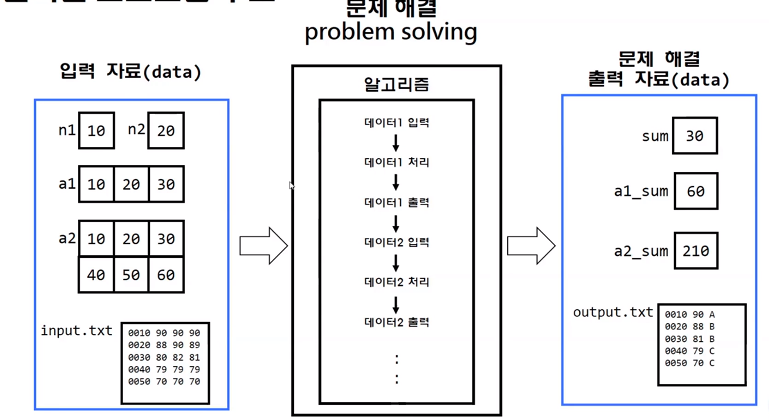 문제 해결
problem solving
입력 자료(data)
n1 10 n2 20
a1 10 20 30
a2 10 20 30
40 50 60
input.txt
0010 90 90 90
0020 88 90 89
0030 80 82 81
0040 79 79 79
0050 70 70 70
알고리즘
데이터1 입력
데이터1 처리
데이터1 출력
데이터2 입력
데이터2 처리
데이터2 출력
문제 해결
출력 자료(data)
sum 30
a1_sum 60
a2_sum 210
output.txt
0010 90 A
0020 88 B
0030 81 B
0040 79 C
0050 70 C